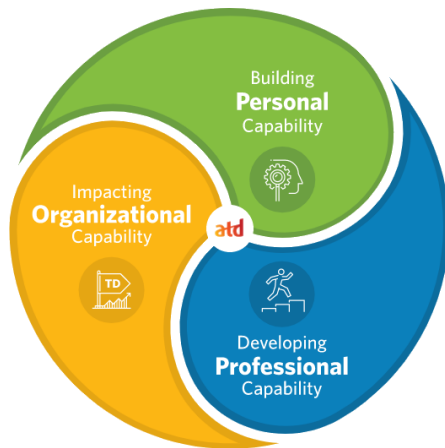 Building
Personal
Capability
Impacting
Organizational
Capability
atd
TD
Developing
Professional
Capability